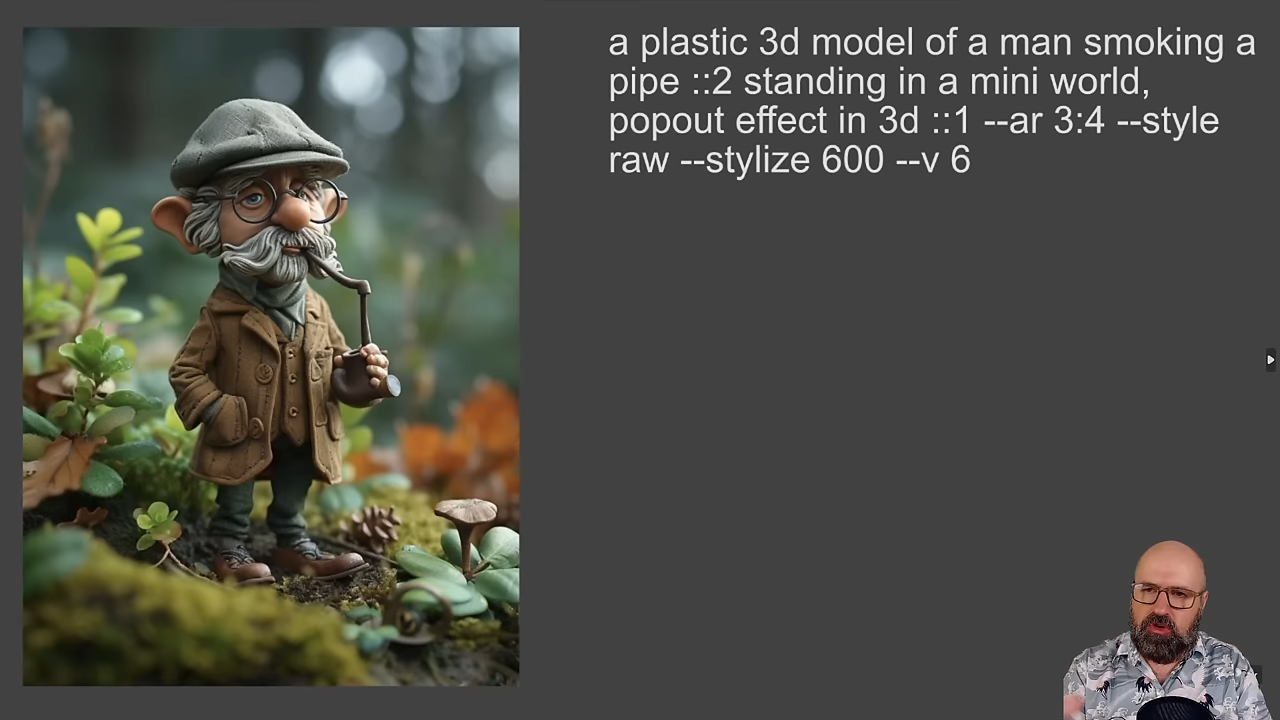 a plastic 3d model of a man smoking a
pipe ::2 standing in a mini world,
popout effect in 3d ::1 --ar 3:4 --style
raw --stylize 600 --v 6